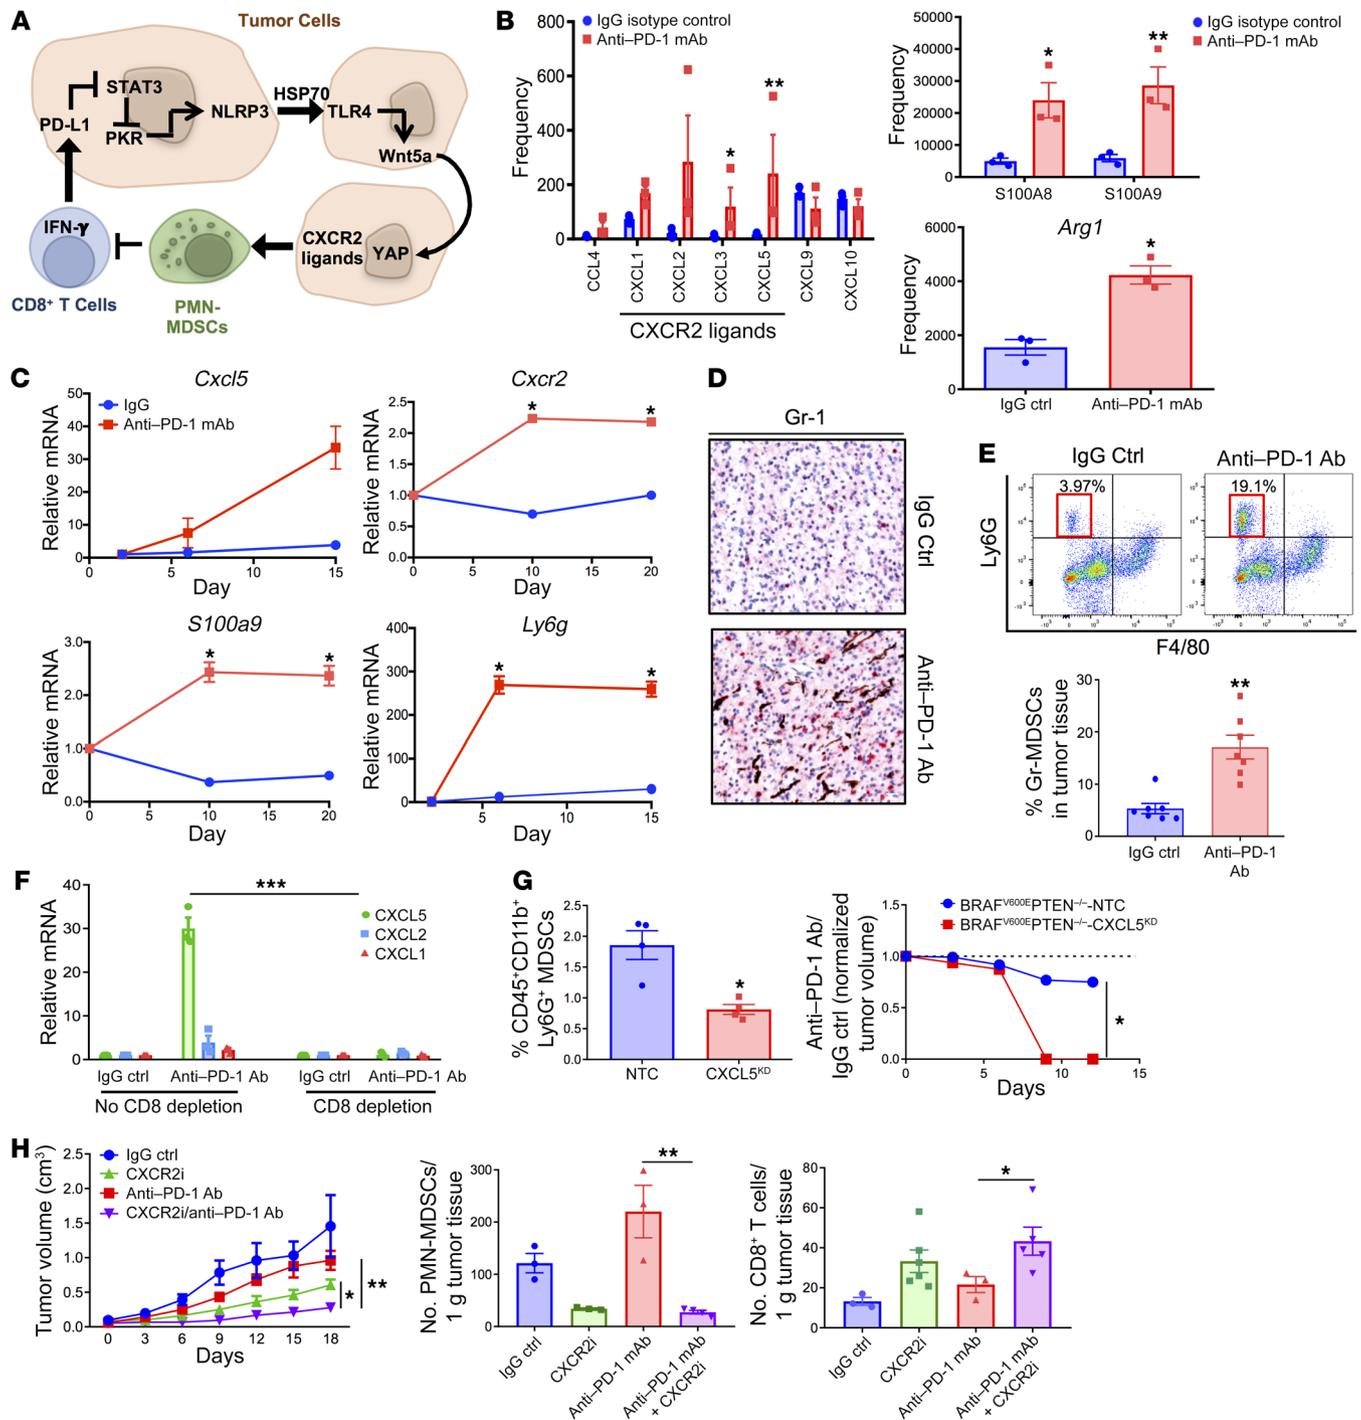 A
Tumor Cells
STAT3
PD-L1
PKR
NLRP3
HSP70
TLR4
Wnt5a
IFN-γ
CXCR2
ligands
YAP
CD8+ T Cells
PMN-
MDSCs
B
IgG isotype control
Anti–PD-1 mAb
Frequency
800
600
400
200
0
*
**
CCL4
CXCL1
CXCL2
CXCL3
CXCL5
CXCL9
CXCL10
CXCR2 ligands
IgG isotype control
Anti–PD-1 mAb
Frequency
50000
40000
30000
20000
10000
0
*
**
S100A8
S100A9
Arg1
Frequency
6000
4000
2000
0
*
IgG ctrl
Anti–PD-1 mAb
C
Cxcl5
IgG
Anti–PD-1 mAb
Relative mRNA
50
40
30
20
10
0
0 5 10 15
Day
Cxcr2
Relative mRNA
2.5
2.0
1.5
1.0
0.5
0.0
* *
0 5 10 15 20
Day
S100a9
Relative mRNA
3.0
2.0
1.0
0.0
* *
0 5 10 15 20
Day
Ly6g
Relative mRNA
400
300
200
100
0
* *
5 10 15
Day
D
Gr-1
IgG Ctrl
Anti–PD-1 Ab
E
IgG Ctrl
Anti–PD-1 Ab
3.97%
19.1%
Ly6G
F4/80
% Gr-MDSCs
in tumor tissue
30
20
10
0
**
IgG ctrl
Anti–PD-1
Ab
F
Relative mRNA
40
30
20
10
0
***
CXCL5
CXCL2
CXCL1
IgG ctrl Anti–PD-1 Ab IgG ctrl Anti–PD-1 Ab
No CD8 depletion CD8 depletion
G
% CD45+CD11b+
Ly6G+ MDSCs
2.5
2.0
1.5
1.0
0.5
0.0
*
NTC
CXCL5KD
BRAFV600EPTEN−/−-NTC
BRAFV600EPTEN−/−-CXCL5KD
Anti–PD-1 Ab/
IgG ctrl (normalized
tumor volume)
1.5
1.0
0.5
0.0
*
0 5 10 15
Days
H
IgG ctrl
CXCR2i
Anti–PD-1 Ab
CXCR2i/anti–PD-1 Ab
Tumor volume (cm3)
2.5
2.0
1.5
1.0
0.5
0.0
* **
0 3 6 9 12 15 18
Days
No. PMN-MDSCs/
1 g tumor tissue
300
200
100
0
**
IgG ctrl
CXCR2i
Anti–PD-1 mAb
Anti–PD-1 mAb
+ CXCR2i
No. CD8+ T cells/
1 g tumor tissue
80
60
40
20
0
*
IgG ctrl
CXCR2i
Anti–PD-1 mAb
Anti–PD-1 mAb
+ CXCR2i